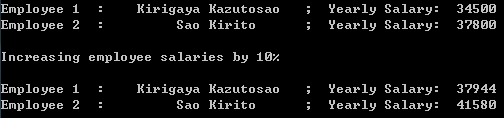 Employee 1  :    Kirigaya Kazutosao   ;  Yearly Salary:  34500
Employee 2  :         Sao Kirito      ;  Yearly Salary:  37800
Increasing employee salaries by 10%
Employee 1  :    Kirigaya Kazutosao   ;  Yearly Salary:  37944
Employee 2  :         Sao Kirito      ;  Yearly Salary:  41580